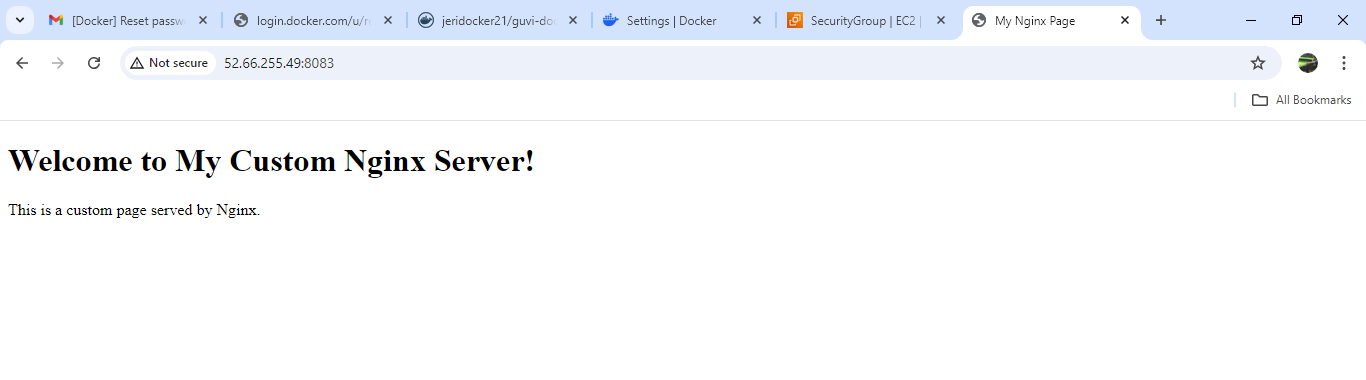 [Docker] Reset passw
login.docker.com/u/re
jeridocker21/guvi-do
Settings | Docker
SecurityGroup | EC2 |
My Nginx Page
Not secure
52.66.255.49:8083
All Bookmarks
Welcome to My Custom Nginx Server!
This is a custom page served by Nginx.